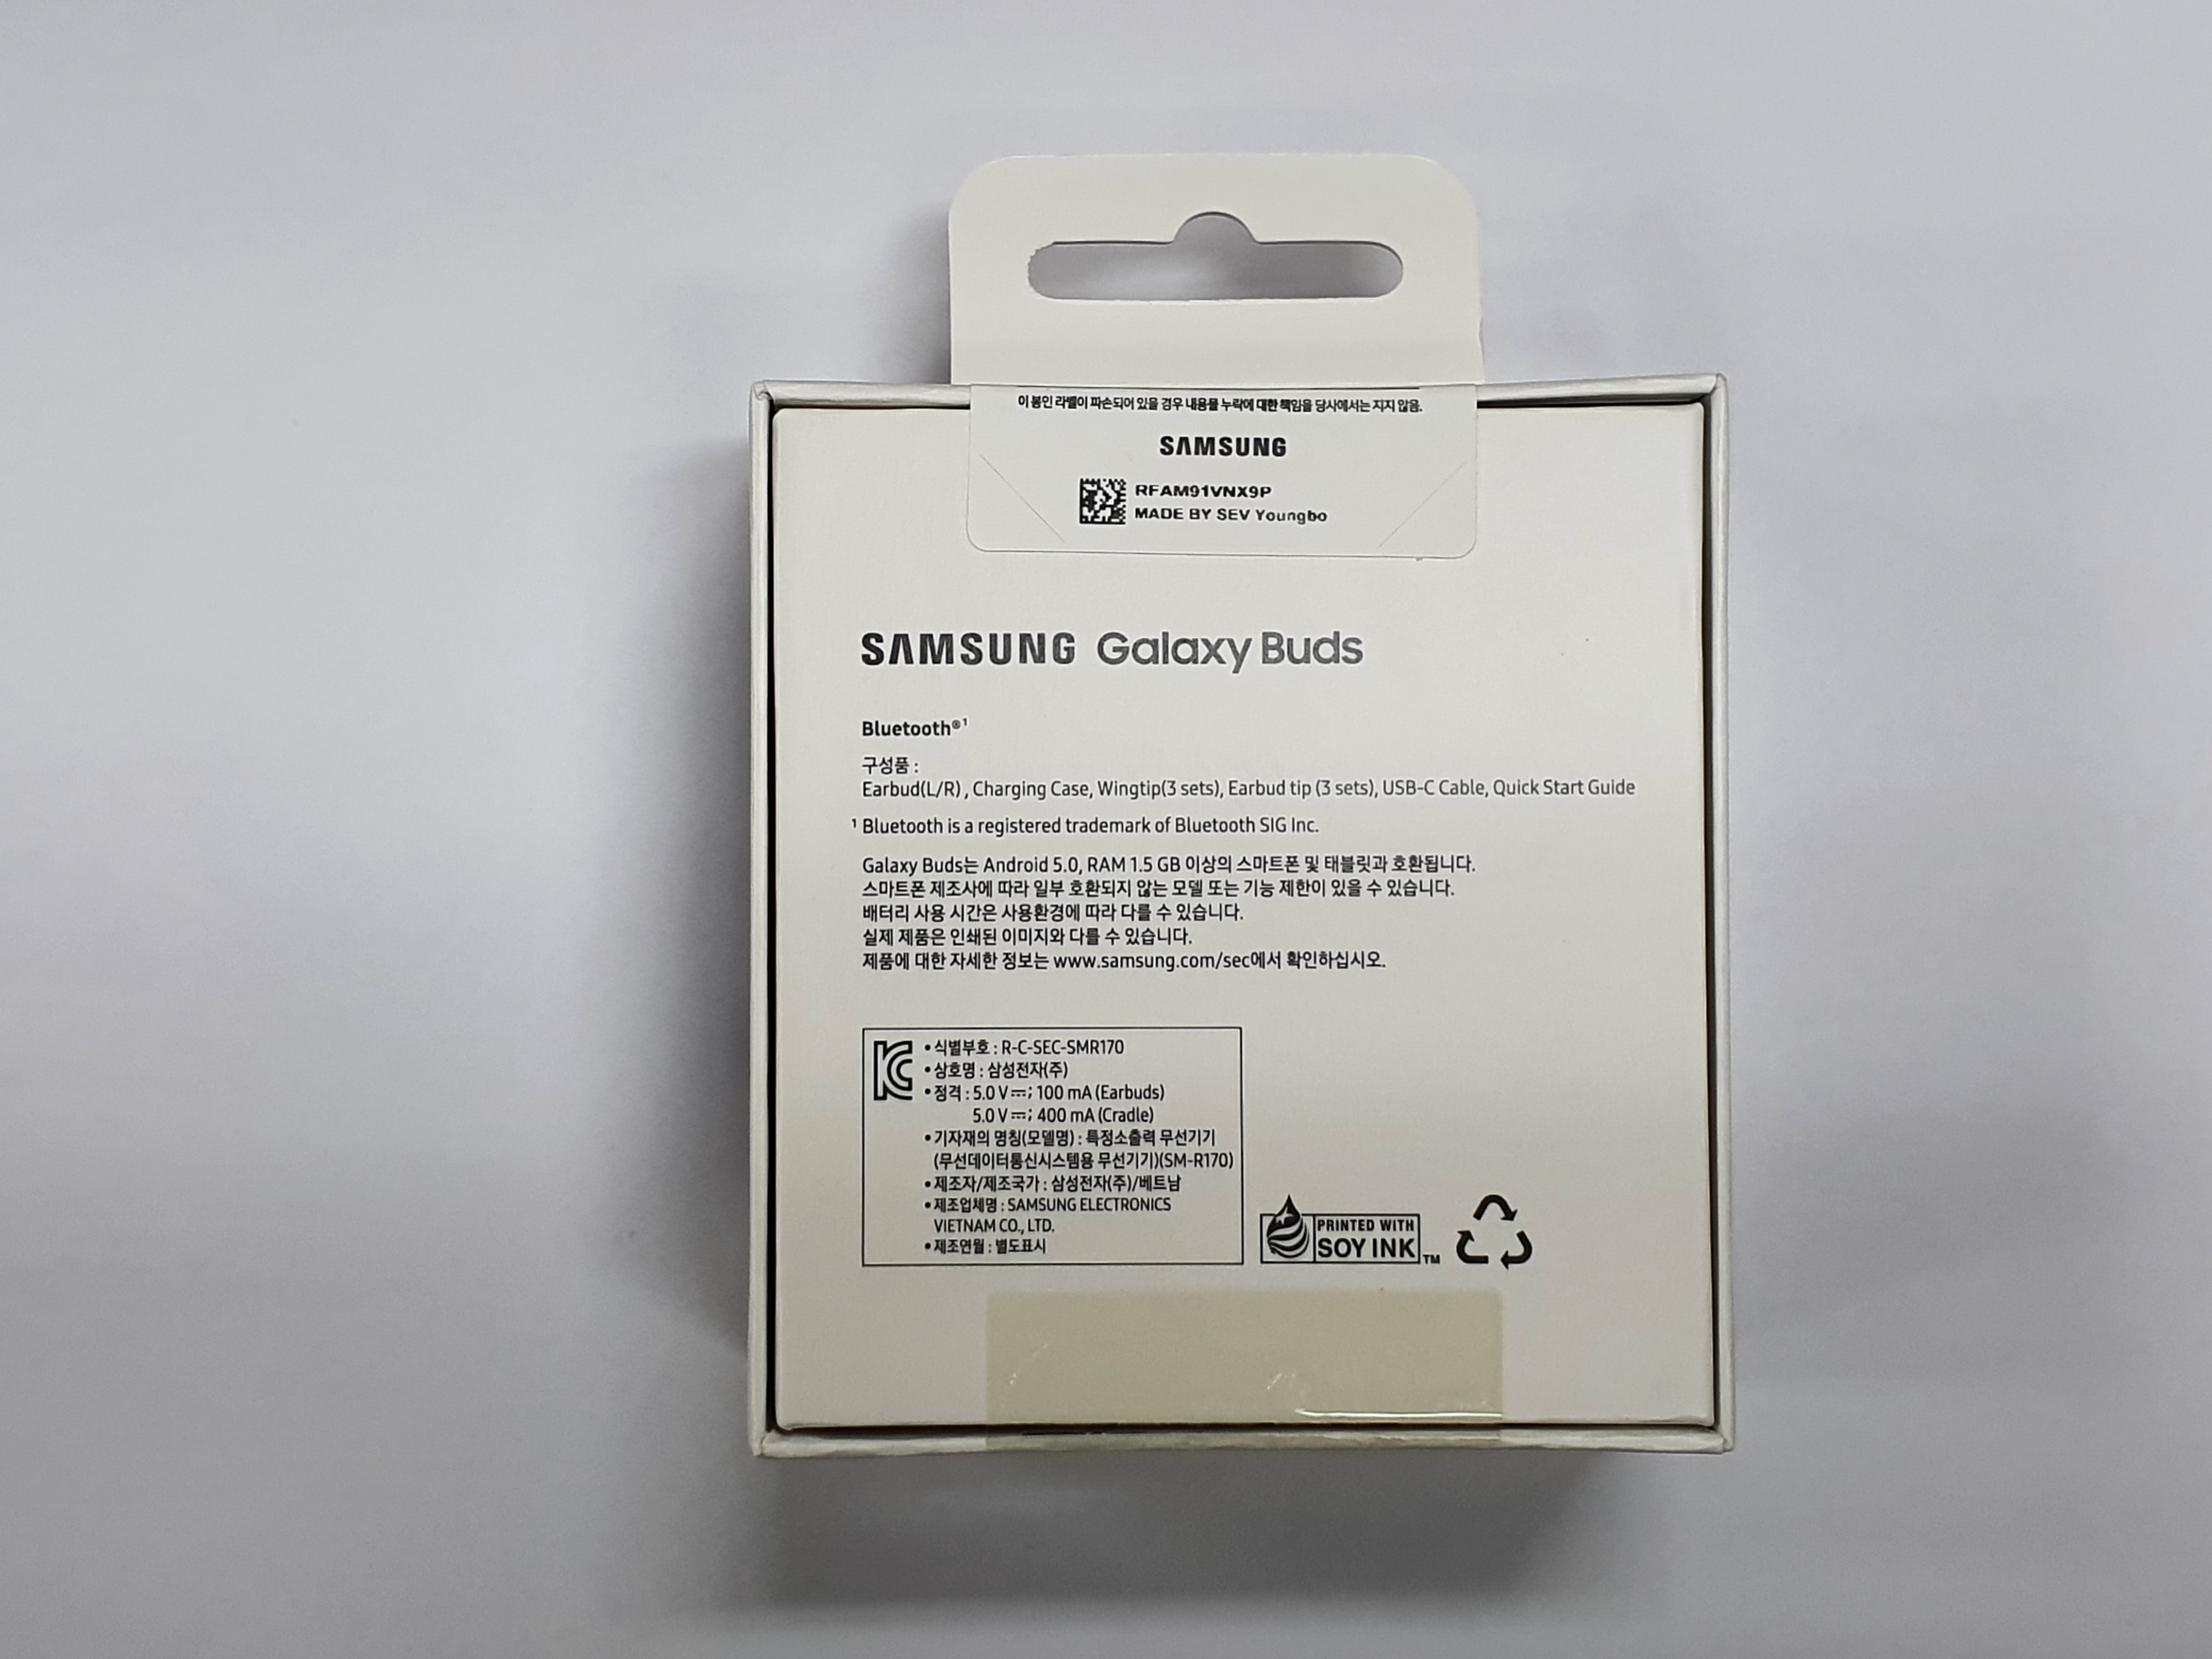 이 봉인 라벨이 파손되어 있을 경우 내용물 누락에 대한 책임을 당사에서는 지지 않음.
SAMSUNG
RFAM91VNX9P
MADE BY SEV Youngbo
SAMSUNG Galaxy Buds
Bluetooth®¹
구성품 :
Earbud(L/R) , Charging Case, Wingtip(3 sets), Earbud tip (3 sets), USB-C Cable, Quick Start Guide
¹ Bluetooth is a registered trademark of Bluetooth SIG Inc.
Galaxy Buds는 Android 5.0, RAM 1.5 GB 이상의 스마트폰 및 태블릿과 호환됩니다.
스마트폰 제조사에 따라 일부 호환되지 않는 모델 또는 기능 제한이 있을 수 있습니다.
배터리 사용 시간은 사용환경에 따라 다를 수 있습니다.
실제 제품은 인쇄된 이미지와 다를 수 있습니다.
제품에 대한 자세한 정보는 www.samsung.com/sec에서 확인하십시오.
• 식별부호 : R-C-SEC-SMR170
• 상호명 : 삼성전자(주)
• 정격 : 5.0 V ⎓; 100 mA (Earbuds)
5.0 V ⎓; 400 mA (Cradle)
• 기자재의 명칭(모델명) : 특정소출력 무선기기
(무선데이터통신시스템용 무선기기)(SM-R170)
• 제조자/제조국가 : 삼성전자(주)/베트남
• 제조업체명 : SAMSUNG ELECTRONICS
VIETNAM CO., LTD.
• 제조연월 : 별도표시
PRINTED WITH
SOY INK TM